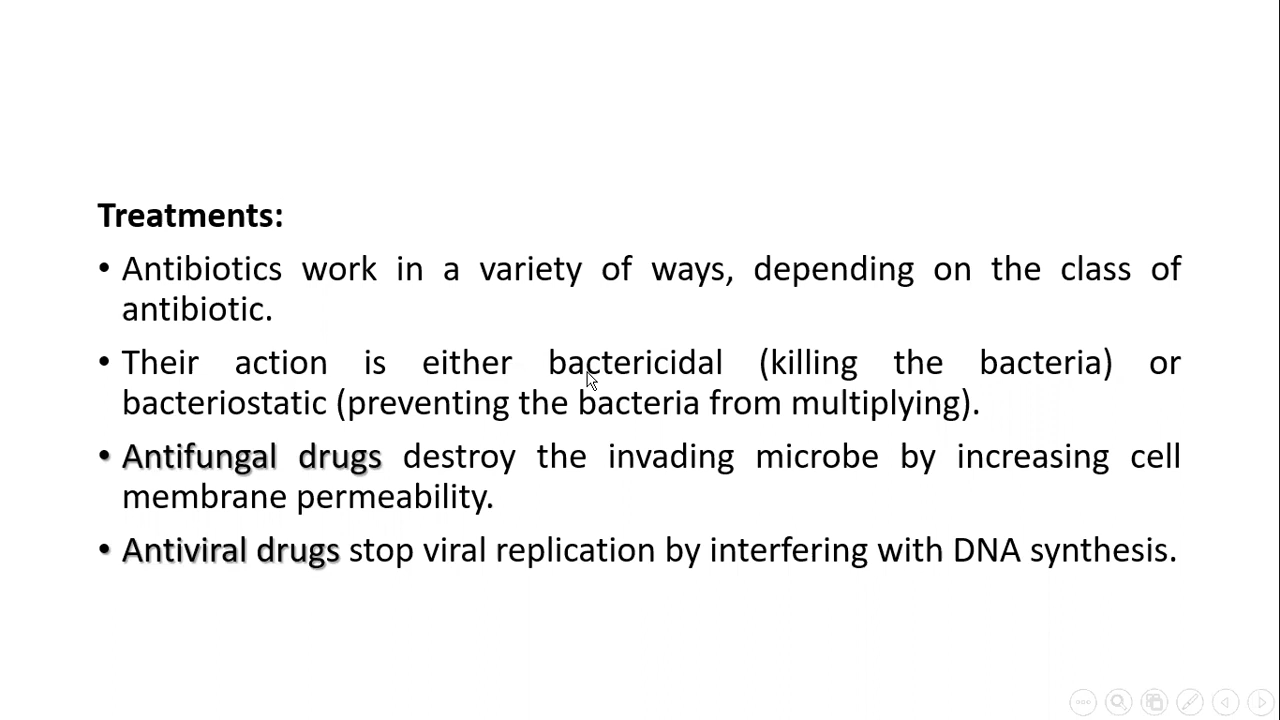 Treatments:
• Antibiotics work in a variety of ways, depending on the class of
antibiotic.
• Their action is either bactericidal (killing the bacteria) or
bacteriostatic (preventing the bacteria from multiplying).
• Antifungal drugs destroy the invading microbe by increasing cell
membrane permeability.
• Antiviral drugs stop viral replication by interfering with DNA synthesis.